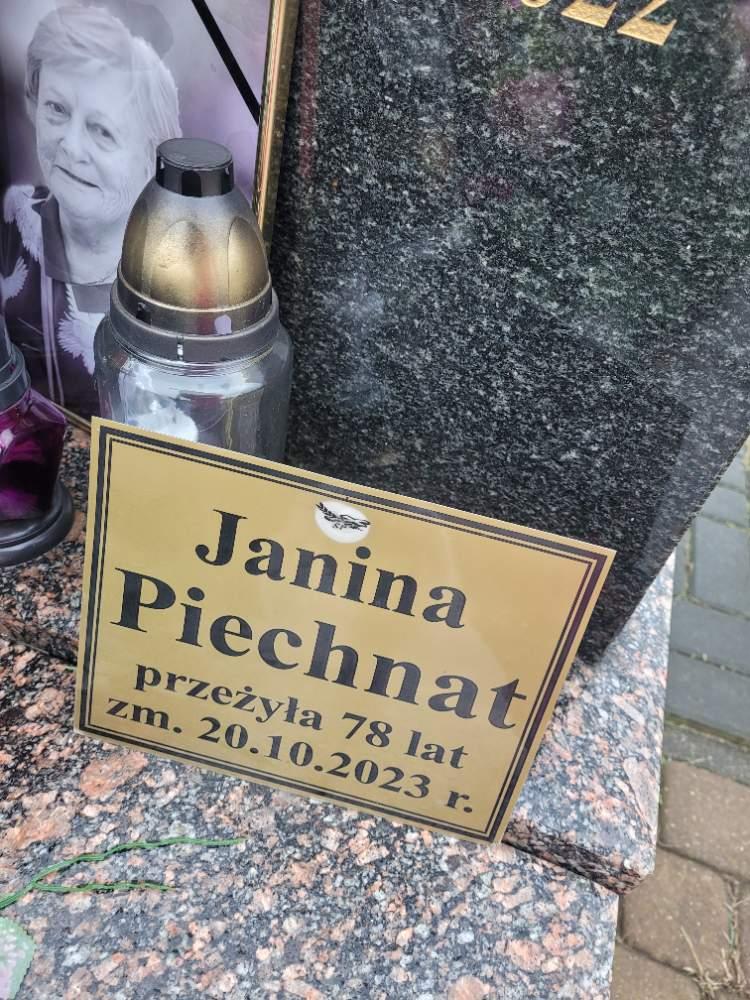 Janina
Piechnat
przeżyła 78 lat
zm. 20.10.2023 r.